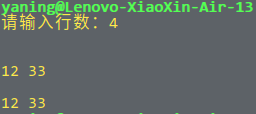 yaning@Lenovo-XiaoXin-Air-13
请输入行数：4
12 33
12 33